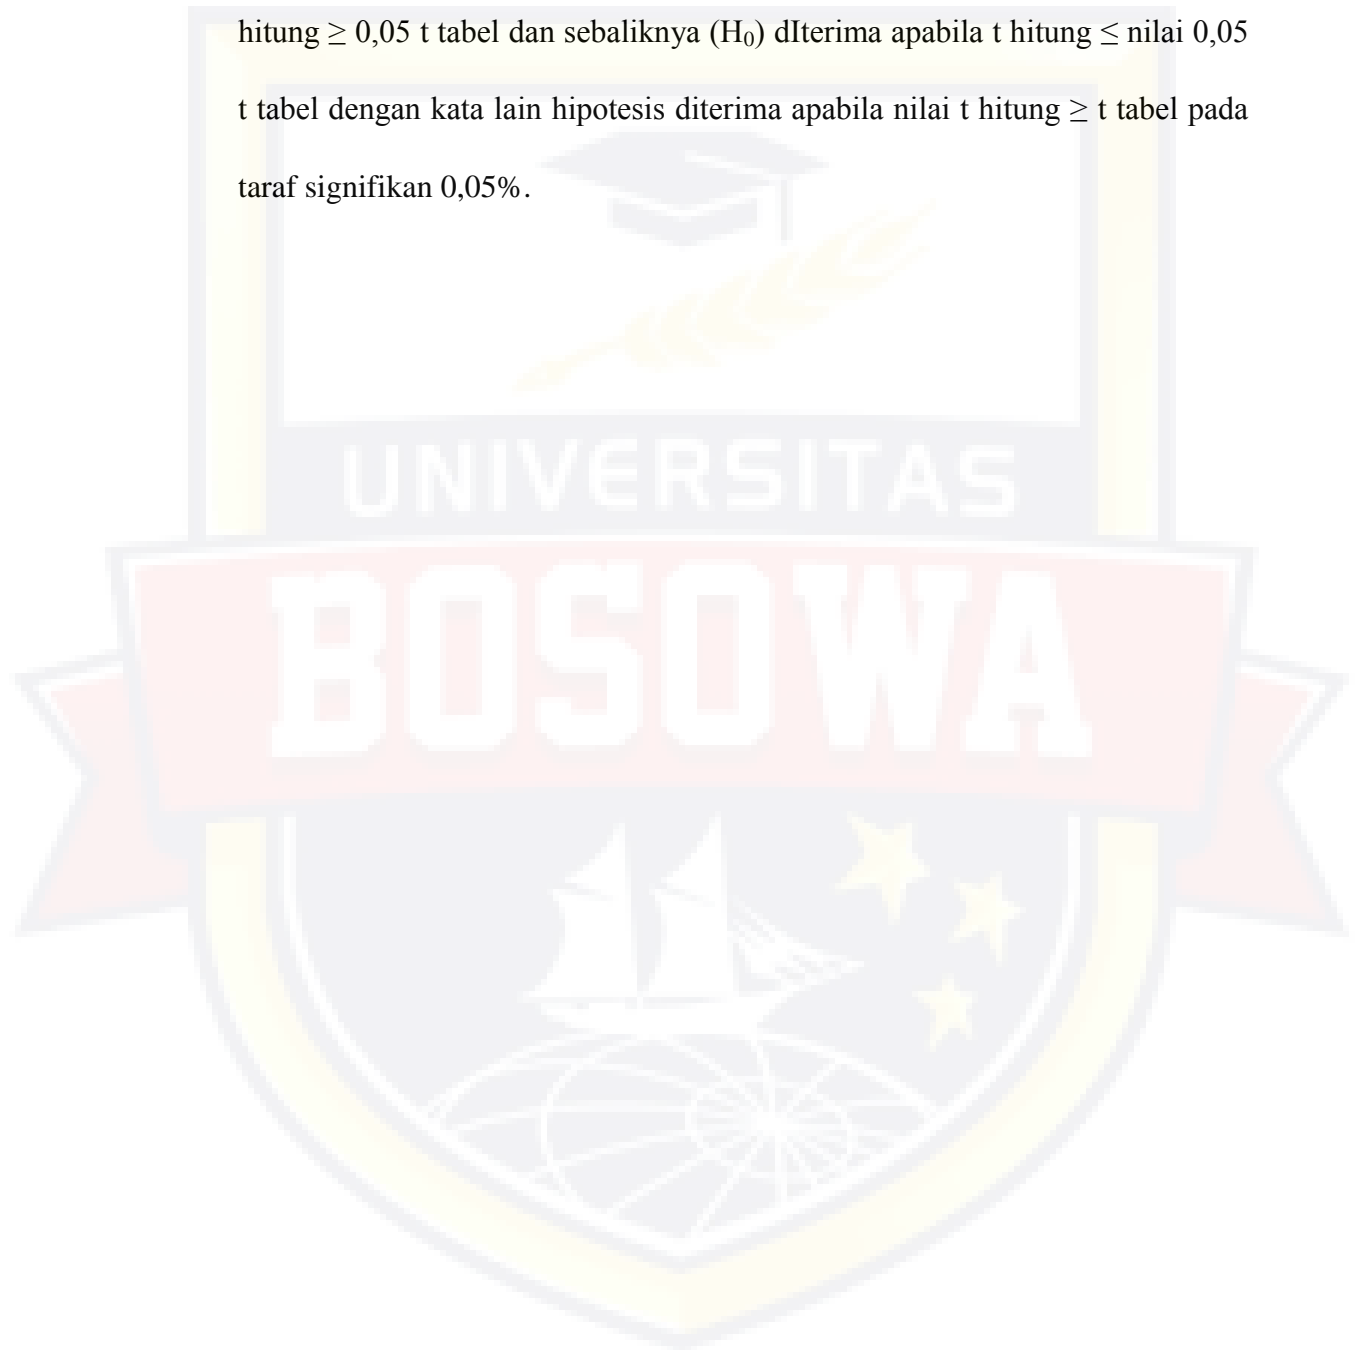 hitung ≥ 0,05 t tabel dan sebaliknya (H₀) dIterima apabila t hitung ≤ nilai 0,05
t tabel dengan kata lain hipotesis diterima apabila nilai t hitung ≥ t tabel pada
taraf signifikan 0,05%.
UNIVERSITAS
BOSOWA